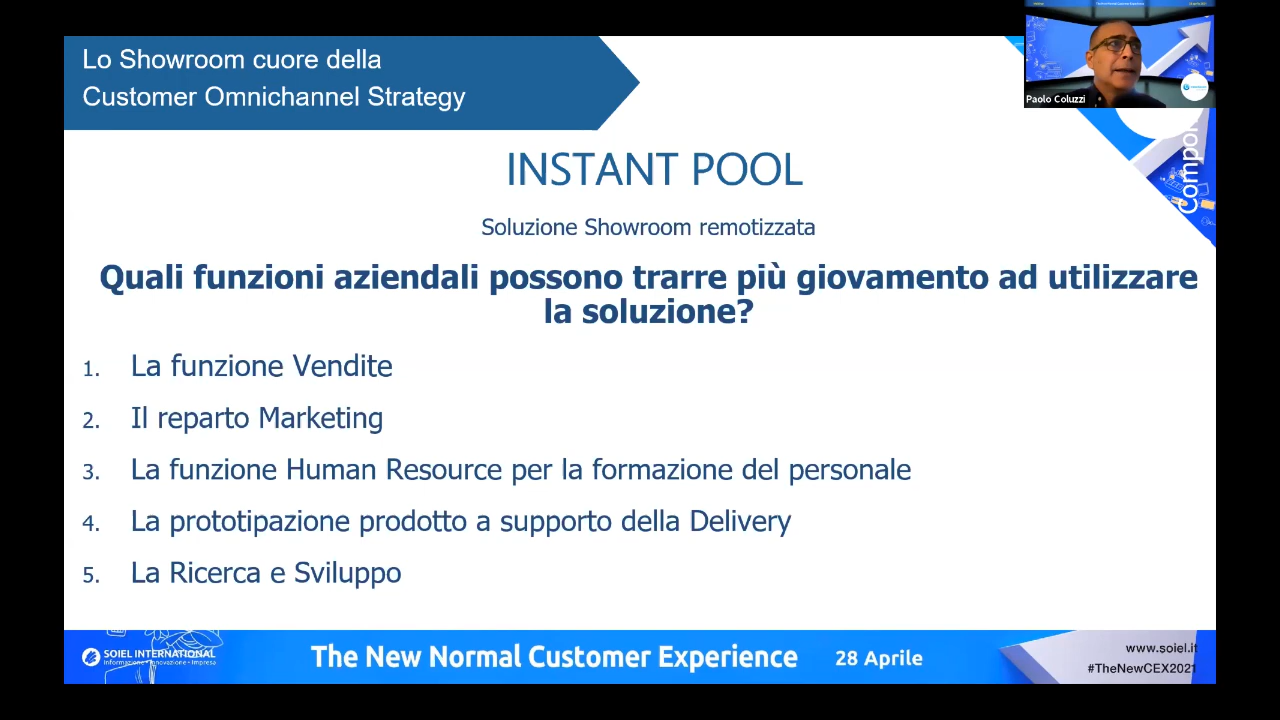 Lo Showroom cuore della
Customer Omnichannel Strategy
Paolo Coluzzi
INSTANT POOL
Soluzione Showroom remotizzata
Quali funzioni aziendali possono trarre più giovamento ad utilizzare
la soluzione?
1. La funzione Vendite
2. Il reparto Marketing
3. La funzione Human Resource per la formazione del personale
4. La prototipazione prodotto a supporto della Delivery
5. La Ricerca e Sviluppo
SOIEL INTERNATIONAL
Informazione • Innovazione • Impresa
The New Normal Customer Experience
28 Aprile
www.soiel.it
#TheNewCEX2021